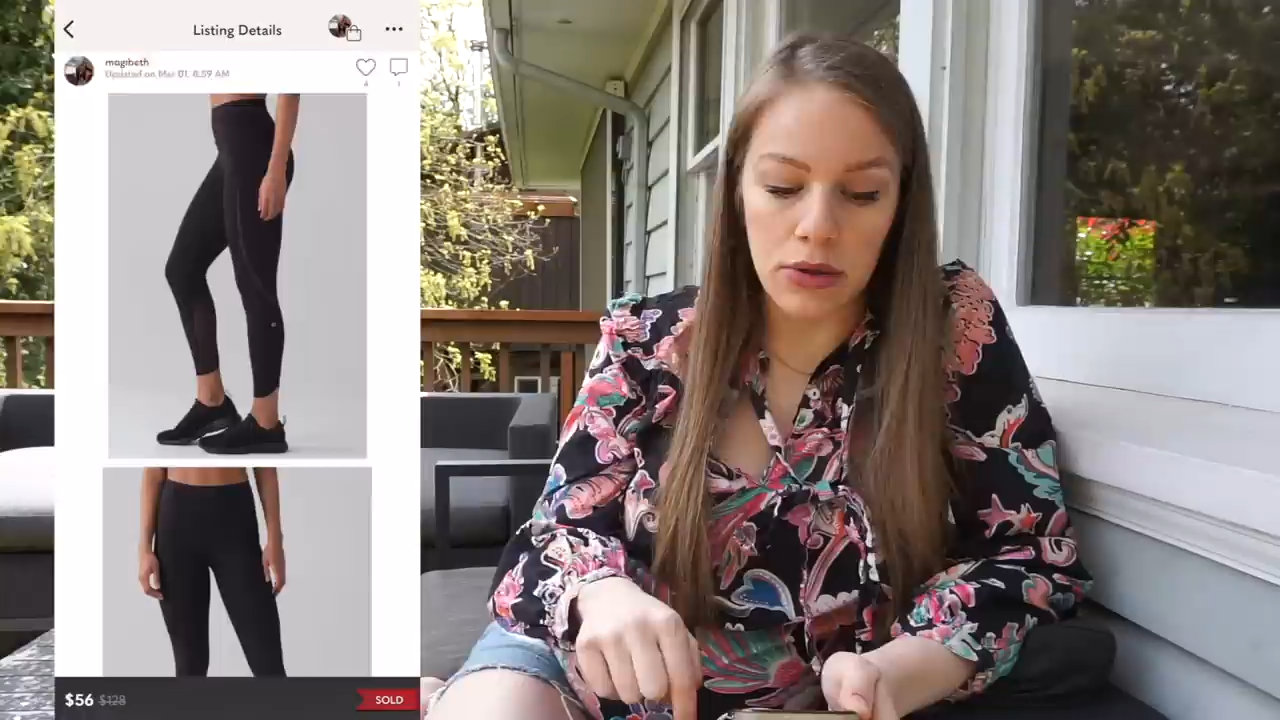 Listing Details
magibeth
Updated on Mar 01, 8:59 AM
$56 $128
SOLD